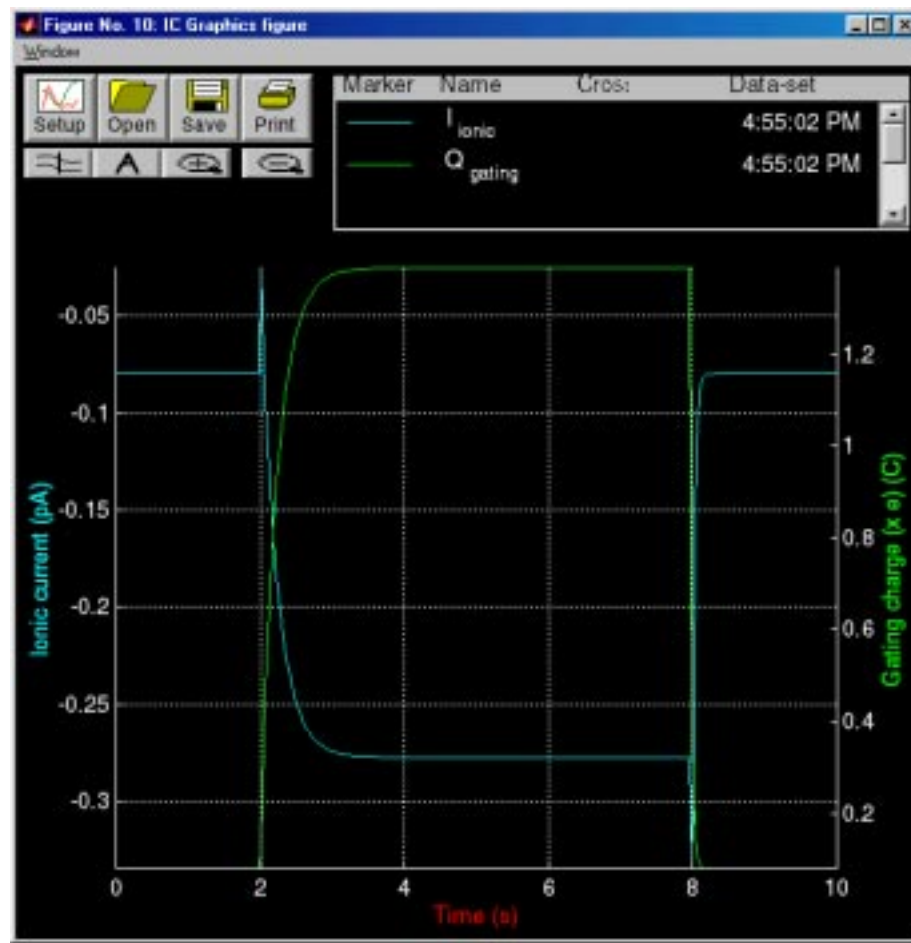 Figure No. 10: IC Graphics figure
Window
Setup Open Save Print
Marker Name Cros: Data-set
I ionic 4:55:02 PM
Q gating 4:55:02 PM
A
-0.05
-0.1
-0.15
-0.2
-0.25
-0.3
Ionic current (pA)
1.2
1
0.8
0.6
0.4
0.2
Gating charge (x e) (C)
0 2 4 6 8 10
Time (s)